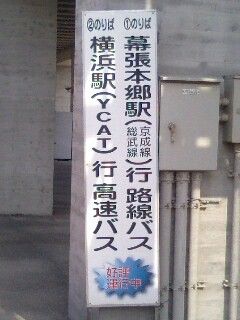 ①のりば
幕張本郷駅(京成線 総武線)行 路線バス
②のりば
横浜駅(YCAT)行 高速バス
好評
運行中